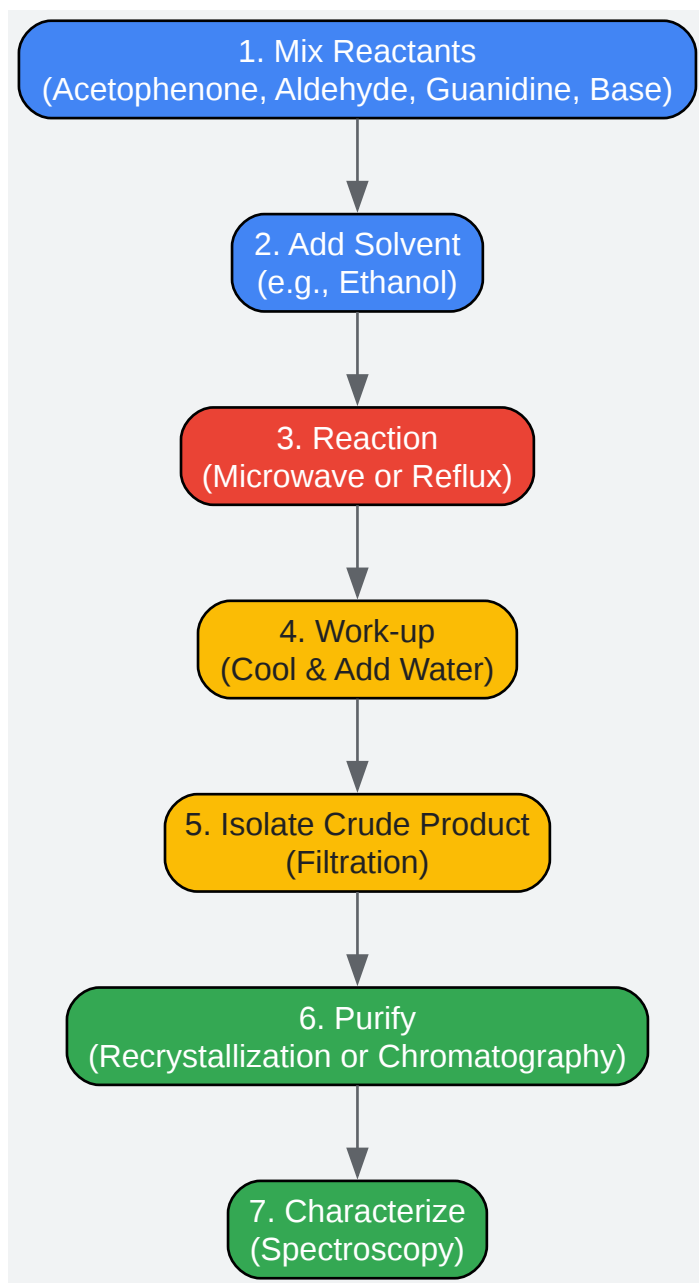 1. Mix Reactants
(Acetophenone, Aldehyde, Guanidine, Base)
2. Add Solvent
(e.g., Ethanol)
3. Reaction
(Microwave or Reflux)
4. Work-up
(Cool & Add Water)
5. Isolate Crude Product
(Filtration)
6. Purify
(Recrystallization or Chromatography)
7. Characterize
(Spectroscopy)